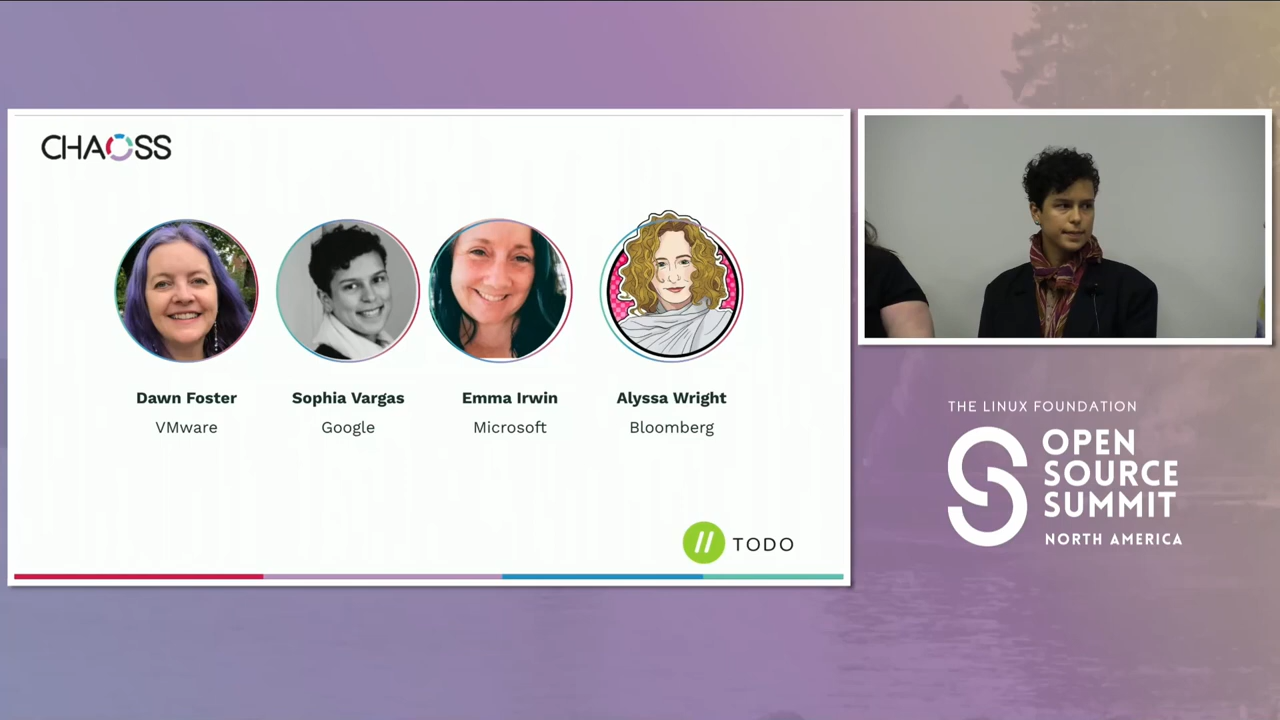 CHAOSS
Dawn Foster
VMware
Sophia Vargas
Google
Emma Irwin
Microsoft
Alyssa Wright
Bloomberg
// TODO
THE LINUX FOUNDATION
OPEN
SOURCE
SUMMIT
NORTH AMERICA